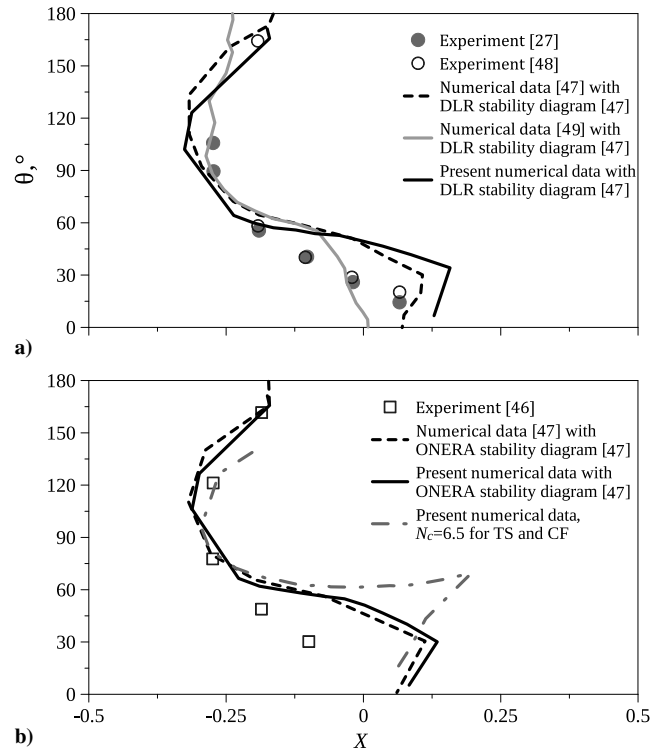 180
150
120
90
60
30
0
θ,°
Experiment [27]
Experiment [48]
Numerical data [47] with
DLR stability diagram [47]
Numerical data [49] with
DLR stability diagram [47]
Present numerical data with
DLR stability diagram [47]
a)
180
150
120
90
60
30
0
Experiment [46]
Numerical data [47] with
ONERA stability diagram [47]
Present numerical data with
ONERA stability diagram [47]
Present numerical data,
Nc=6.5 for TS and CF
-0.5 -0.25 0 0.25 0.5
b)
X